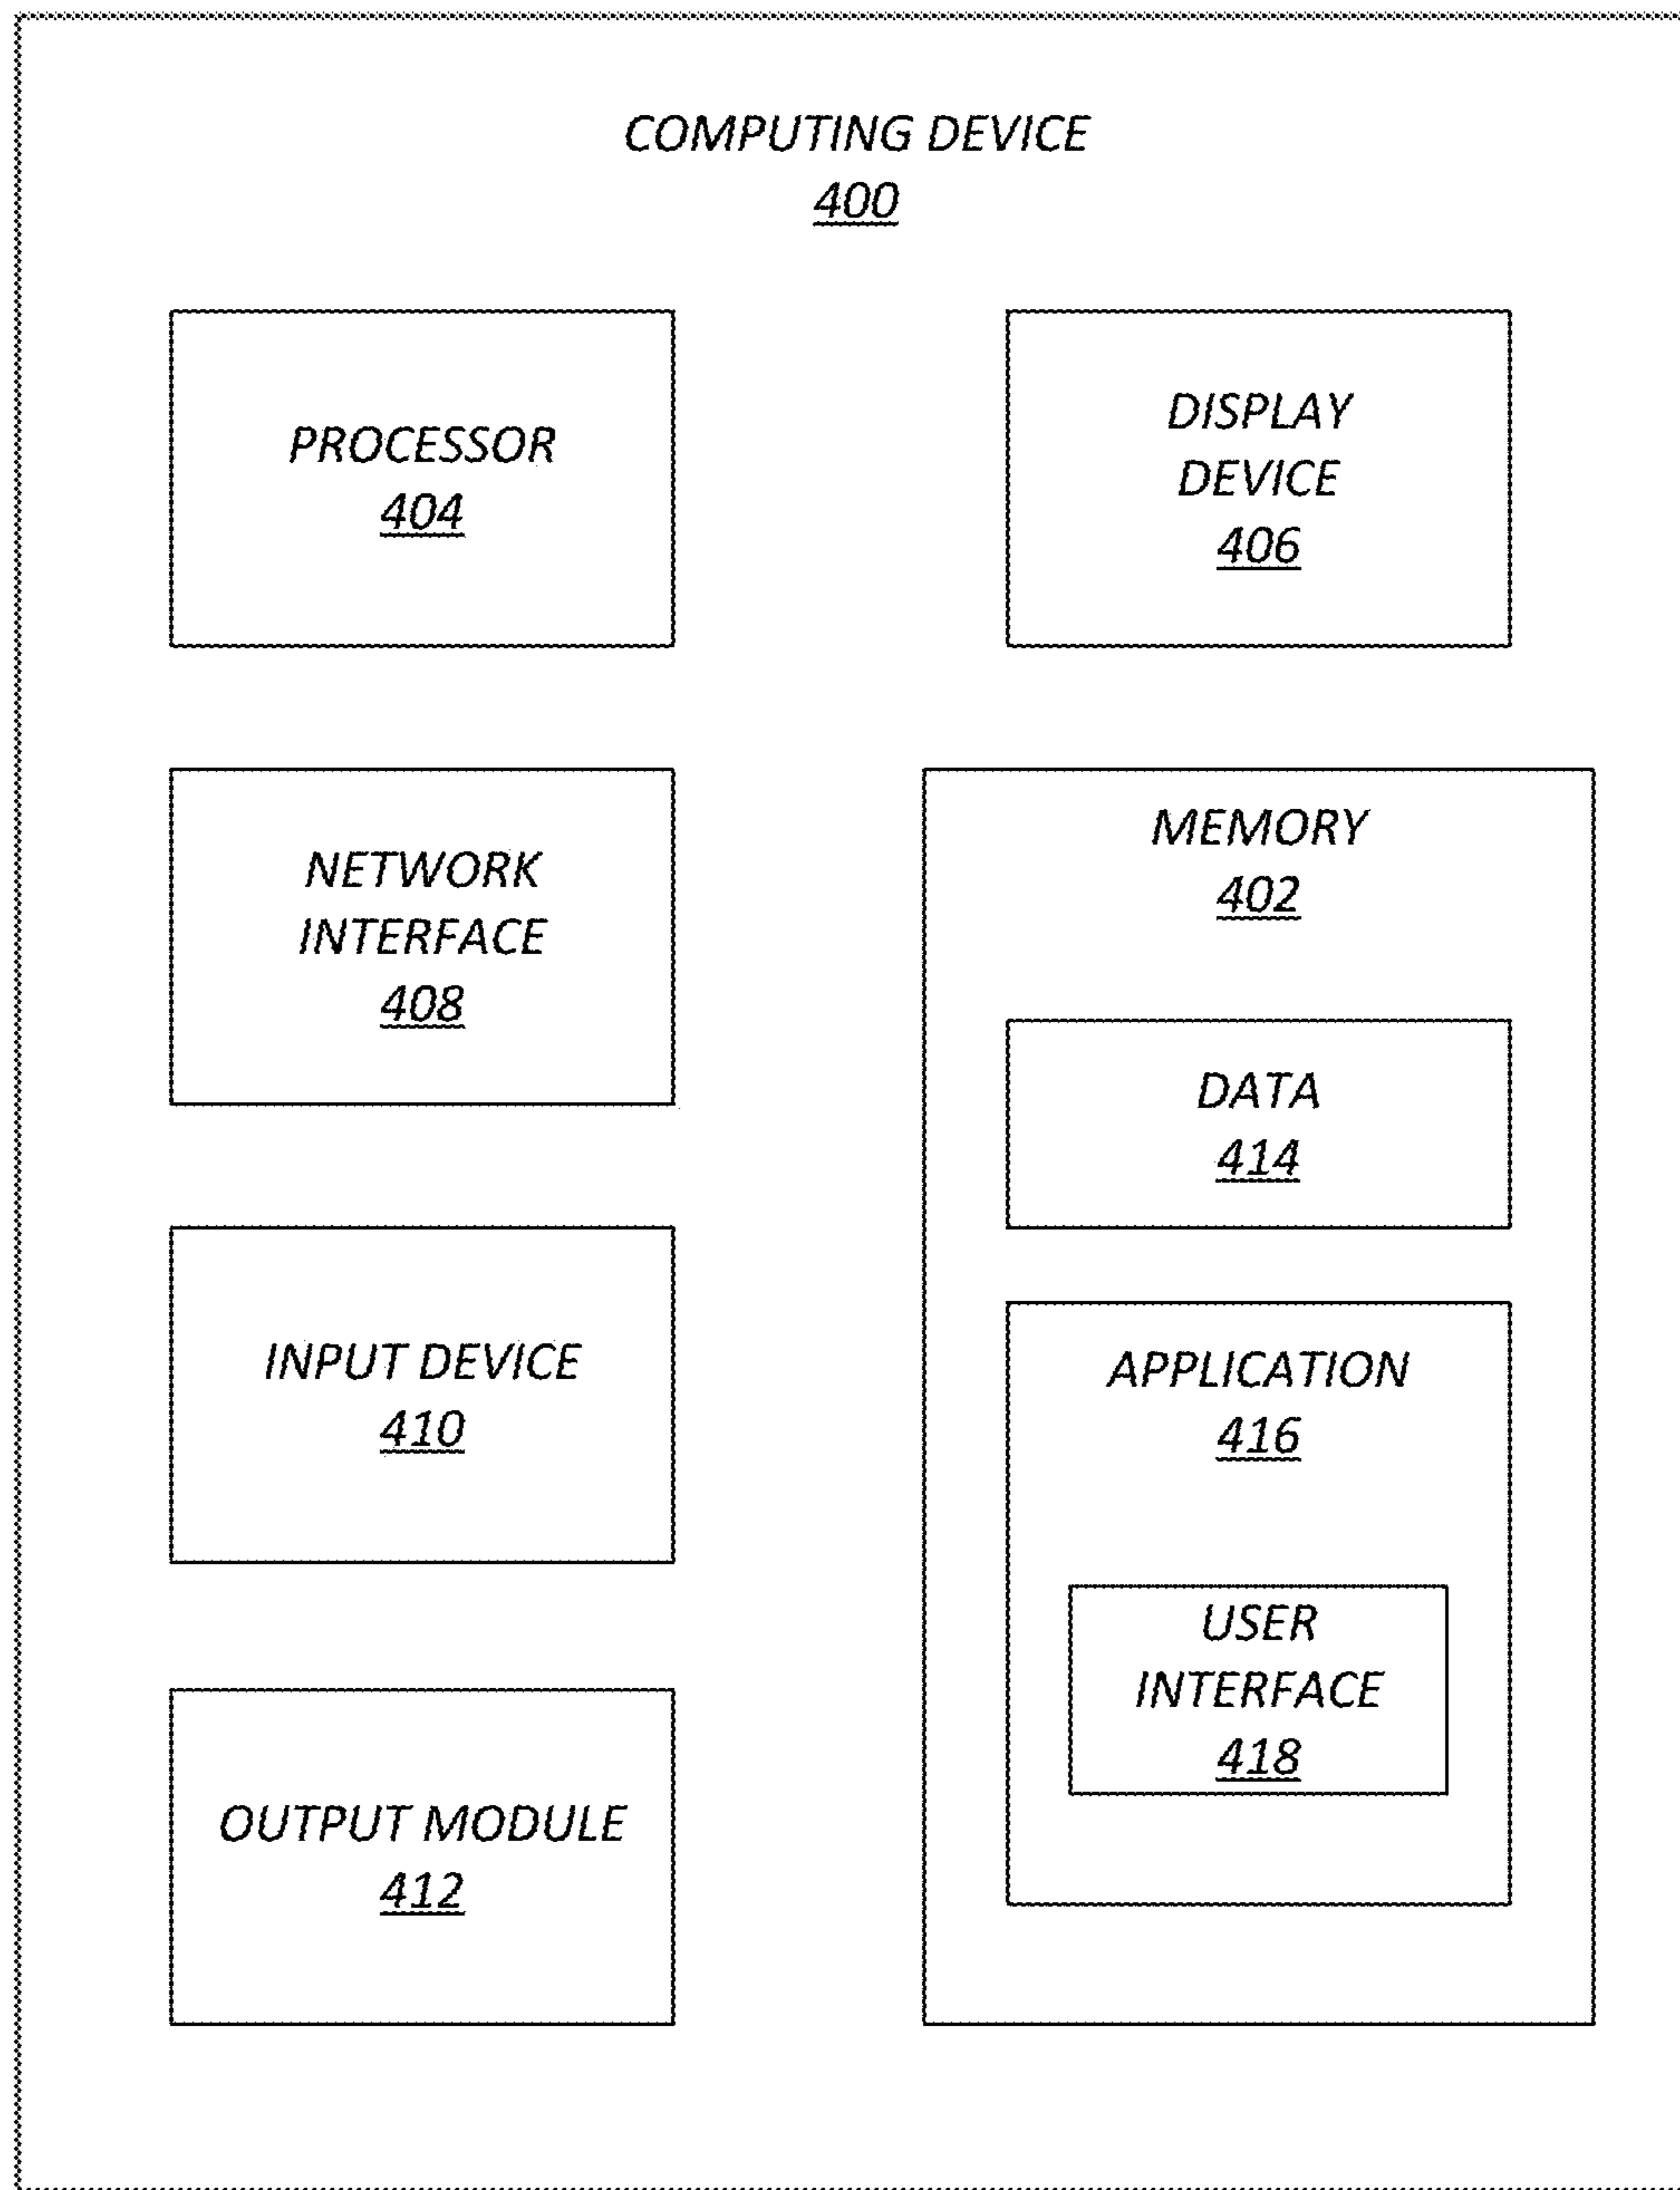 COMPUTING DEVICE
400
PROCESSOR
404
DISPLAY
DEVICE
406
NETWORK
INTERFACE
408
MEMORY
402
DATA
414
INPUT DEVICE
410
APPLICATION
416
USER
INTERFACE
418
OUTPUT MODULE
412